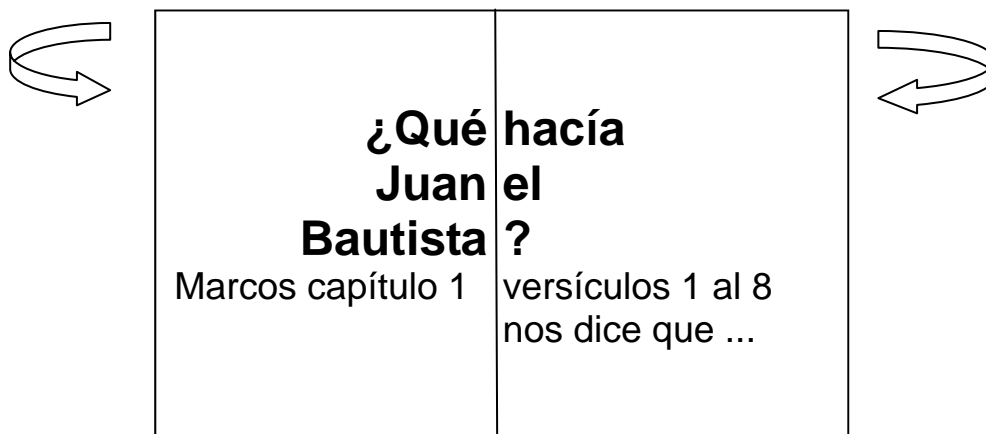 ¿Qué hacía
Juan el
Bautista ?
Marcos capítulo 1 versículos 1 al 8
nos dice que ...